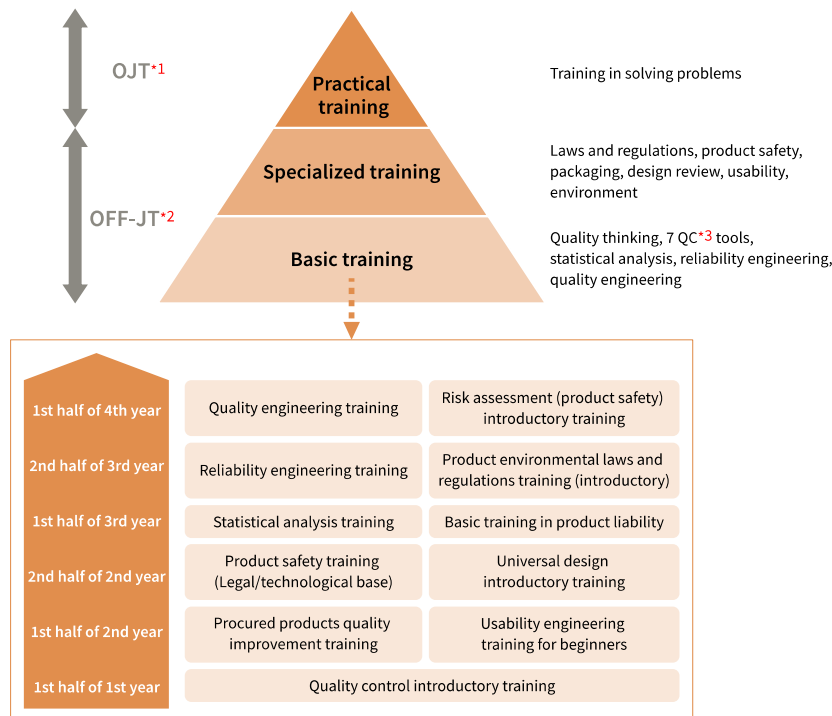 OJT*1
Practical
training
Training in solving problems
OFF-JT*2
Specialized training
Laws and regulations, product safety,
packaging, design review, usability,
environment
Basic training
Quality thinking, 7 QC*3 tools,
statistical analysis, reliability engineering,
quality engineering
1st half of 4th year
Quality engineering training
Risk assessment (product safety)
introductory training
2nd half of 3rd year
Reliability engineering training
Product environmental laws and
regulations training (introductory)
1st half of 3rd year
Statistical analysis training
Basic training in product liability
2nd half of 2nd year
Product safety training
(Legal/technological base)
Universal design
introductory training
1st half of 2nd year
Procured products quality
improvement training
Usability engineering
training for beginners
1st half of 1st year
Quality control introductory training